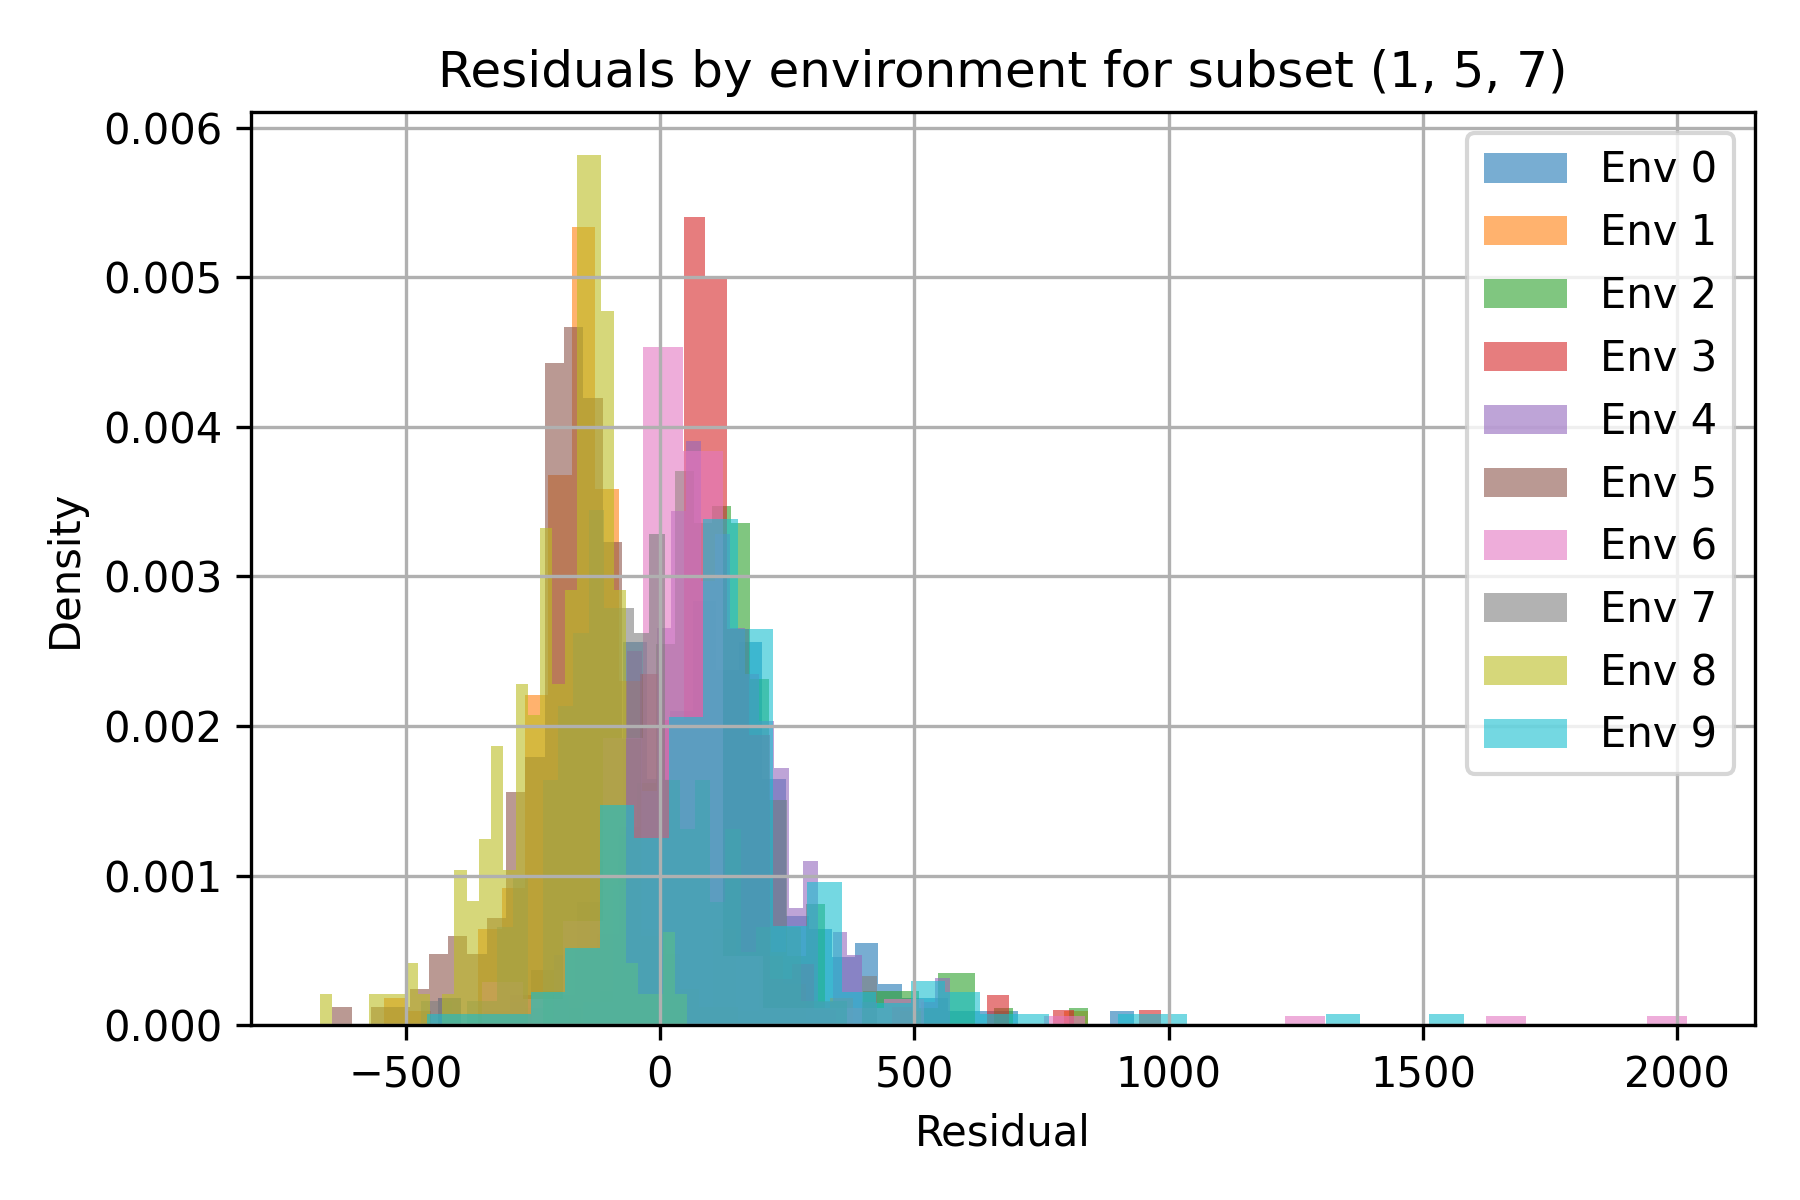 Residuals by environment for subset (1, 5, 7)
0.006
0.005
0.004
0.003
0.002
0.001
0.000
Density
−500
0
500
1000
1500
2000
Residual
Env 0
Env 1
Env 2
Env 3
Env 4
Env 5
Env 6
Env 7
Env 8
Env 9